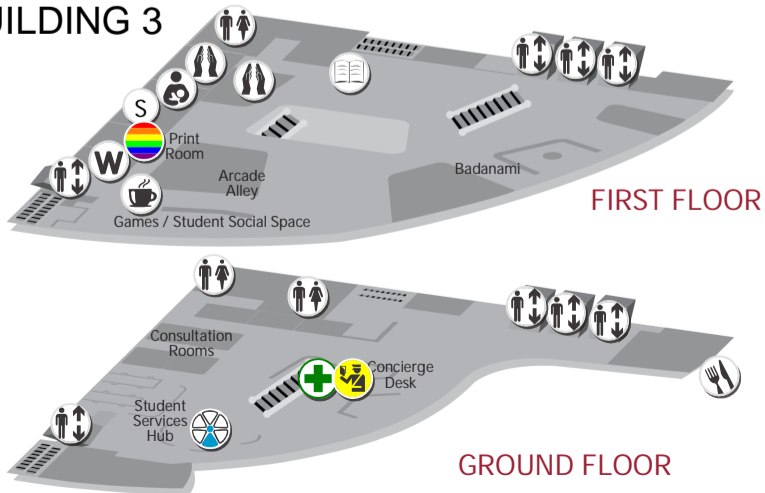 UILDING 3
S
Print
Room
W
Arcade
Alley
Badanami
Games / Student Social Space
FIRST FLOOR
Consultation
Rooms
Concierge
Desk
Student
Services
Hub
GROUND FLOOR